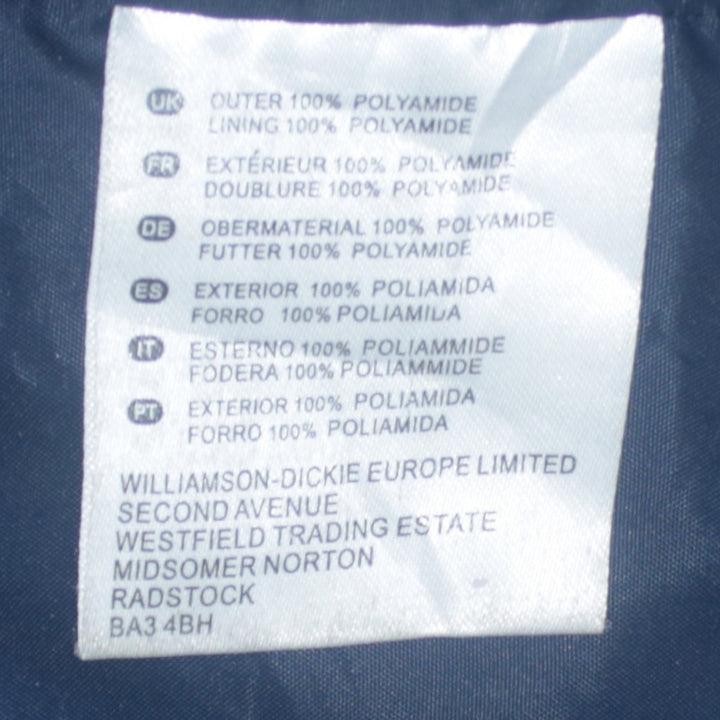 UK OUTER 100% POLYAMIDE
LINING 100% POLYAMIDE
FR EXTÉRIEUR 100% POLYAMIDE
DOUBLURE 100% POLYAMIDE
DE OBERMATERIAL 100% POLYAMIDE
FUTTER 100% POLYAMIDE
ES EXTERIOR 100% POLIAMIDA
FORRO 100% POLIAMIDA
IT ESTERNO 100% POLIAMMIDE
FODERA 100% POLIAMMIDE
PT EXTERIOR 100% POLIAMIDA
FORRO 100% POLIAMIDA
WILLIAMSON-DICKIE EUROPE LIMITED
SECOND AVENUE
WESTFIELD TRADING ESTATE
MIDSOMER NORTON
RADSTOCK
BA3 4BH